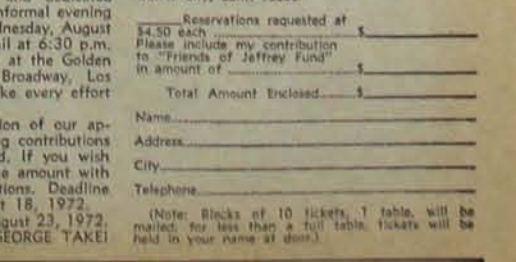 nformal evening
nesday, August
il at 6:30 p.m.
at the Golden
Broadway, Los
ke every effort
on of our ap-
g contributions
d. If you wish
e amount with
tions. Deadline
t 18, 1972.
gust 23, 1972.
GEORGE TAKEI
Reservations requested at
$4.50 each $
Please include my contribution
to "Friends of Jeffrey Fund"
in amount of $
Total Amount Enclosed $
Name
Address
City
Telephone
(Note: Blocks of 10 tickets, 1 table, will be
mailed; for less than a full table, tickets will be
held in your name at door.)